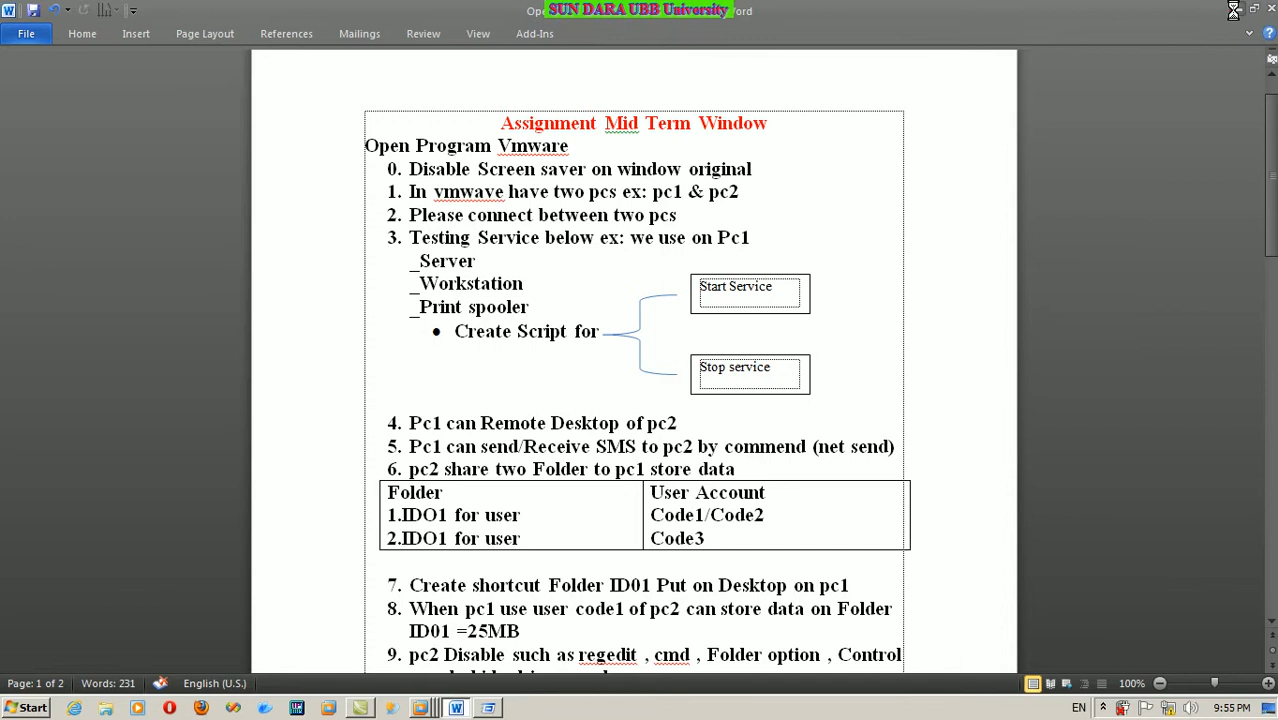 SUN DARA UBB University
Ope
ord
File Home Insert Page Layout References Mailings Review View Add-Ins
Assignment Mid Term Window
Open Program Vmware
0. Disable Screen saver on window original
1. In vmwave have two pcs ex: pc1 & pc2
2. Please connect between two pcs
3. Testing Service below ex: we use on Pc1
_Server
_Workstation
_Print spooler
• Create Script for
Start Service
Stop service
4. Pc1 can Remote Desktop of pc2
5. Pc1 can send/Receive SMS to pc2 by commend (net send)
6. pc2 share two Folder to pc1 store data
Folder User Account
1.IDO1 for user Code1/Code2
2.IDO1 for user Code3
7. Create shortcut Folder ID01 Put on Desktop on pc1
8. When pc1 use user code1 of pc2 can store data on Folder
ID01 =25MB
9. pc2 Disable such as regedit , cmd , Folder option , Control
Page: 1 of 2 Words: 231 English (U.S.) 100%
Start EN 9:55 PM